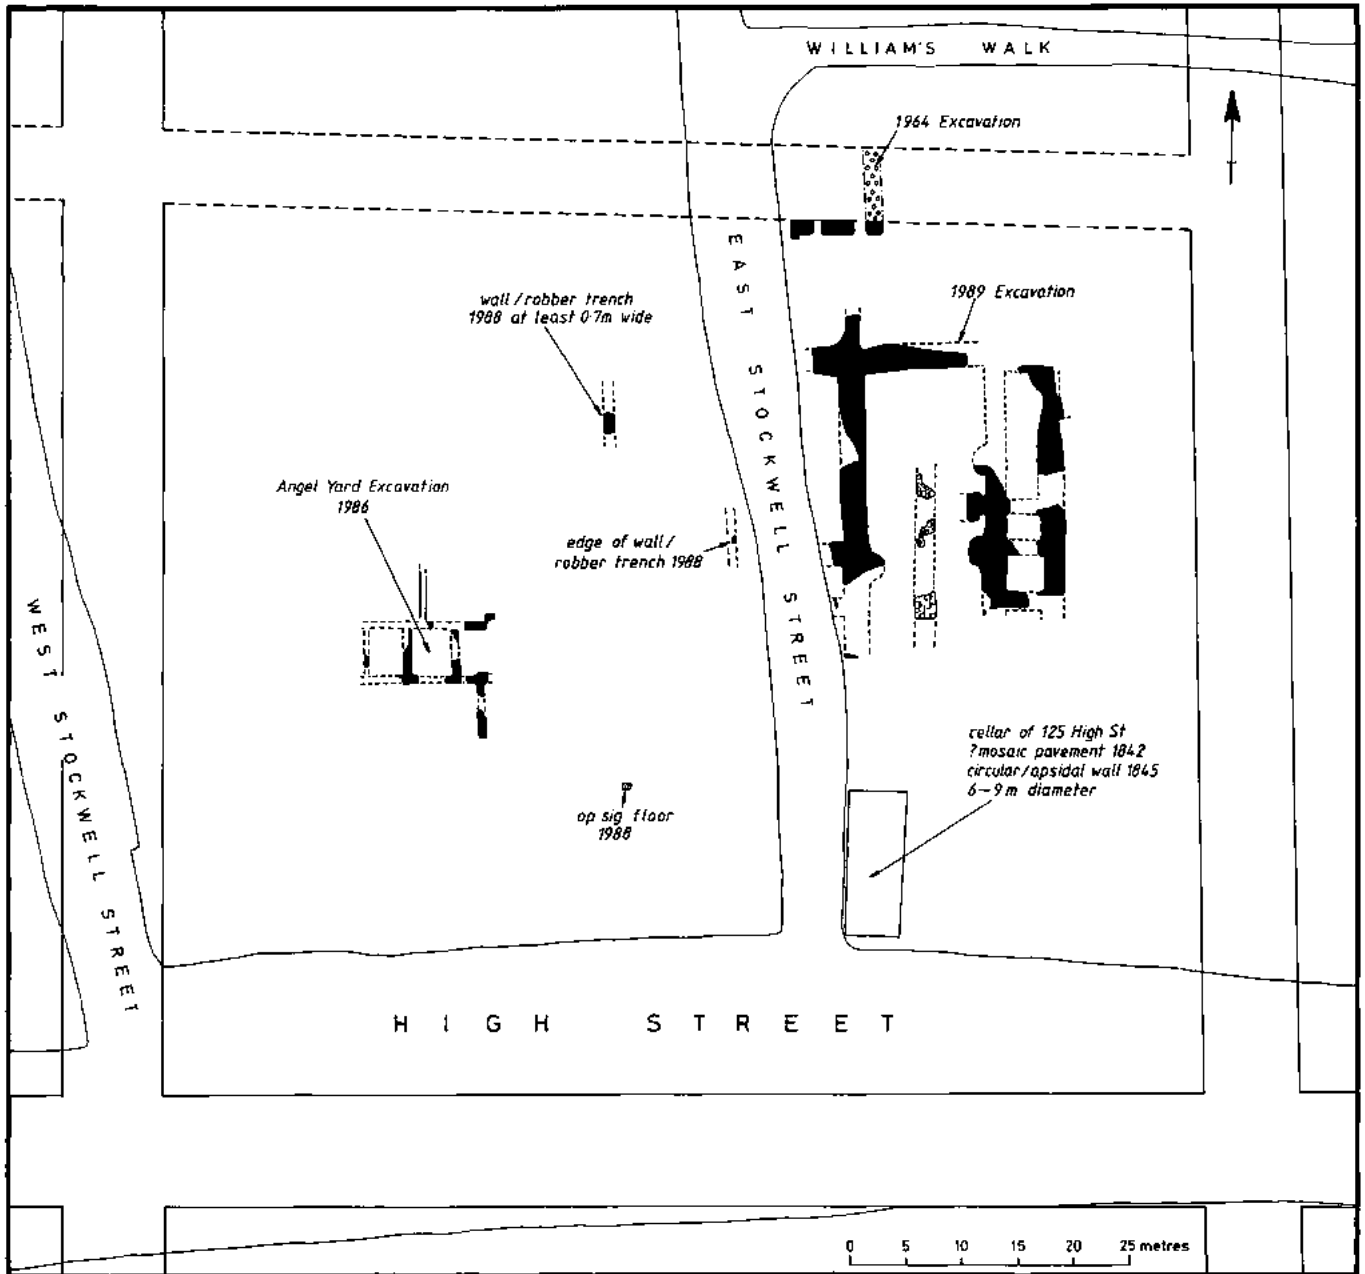 WILLIAM'S WALK
1964 Excavation
EAST STOCKWELL STREET
1989 Excavation
wall/robber trench
1988 at least 0·7m wide
Angel Yard Excavation
1986
edge of wall/
robber trench 1988
WEST STOCKWELL STREET
cellar of 125 High St
?mosaic pavement 1842
circular/apsidal wall 1845
6–9m diameter
op sig floor
1988
HIGH STREET
0 5 10 15 20 25 metres